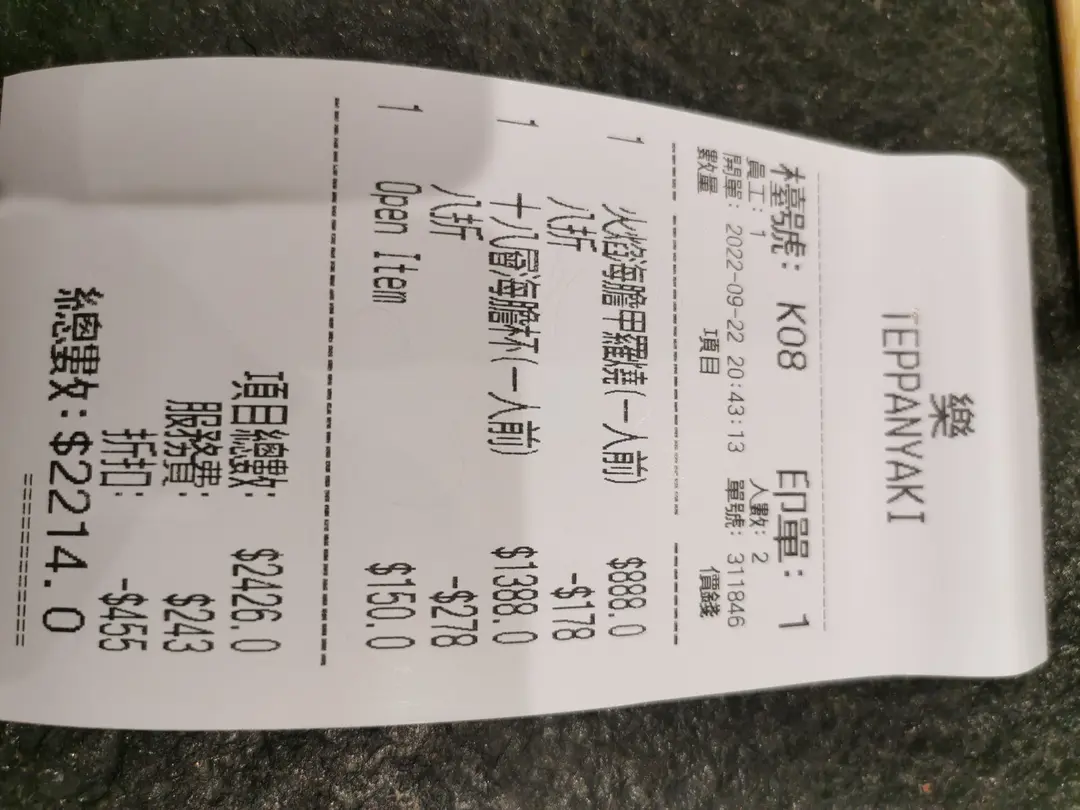 樂
TEPPANYAKI
檯號: K08 印單: 1
員工: 1 人數: 2
開單: 2022-09-22 20:43:13 單號: 3111846
數量 項目 價錢
1 火焰海膽甲羅燒(一人前) $888.0
八折 -$178
1 十八層海膽杯(一人前) $1388.0
八折 -$278
1 Open Item $150.0
項目總數: $2426.0
服務費: $243
折扣: -$455
總數: $2214.0